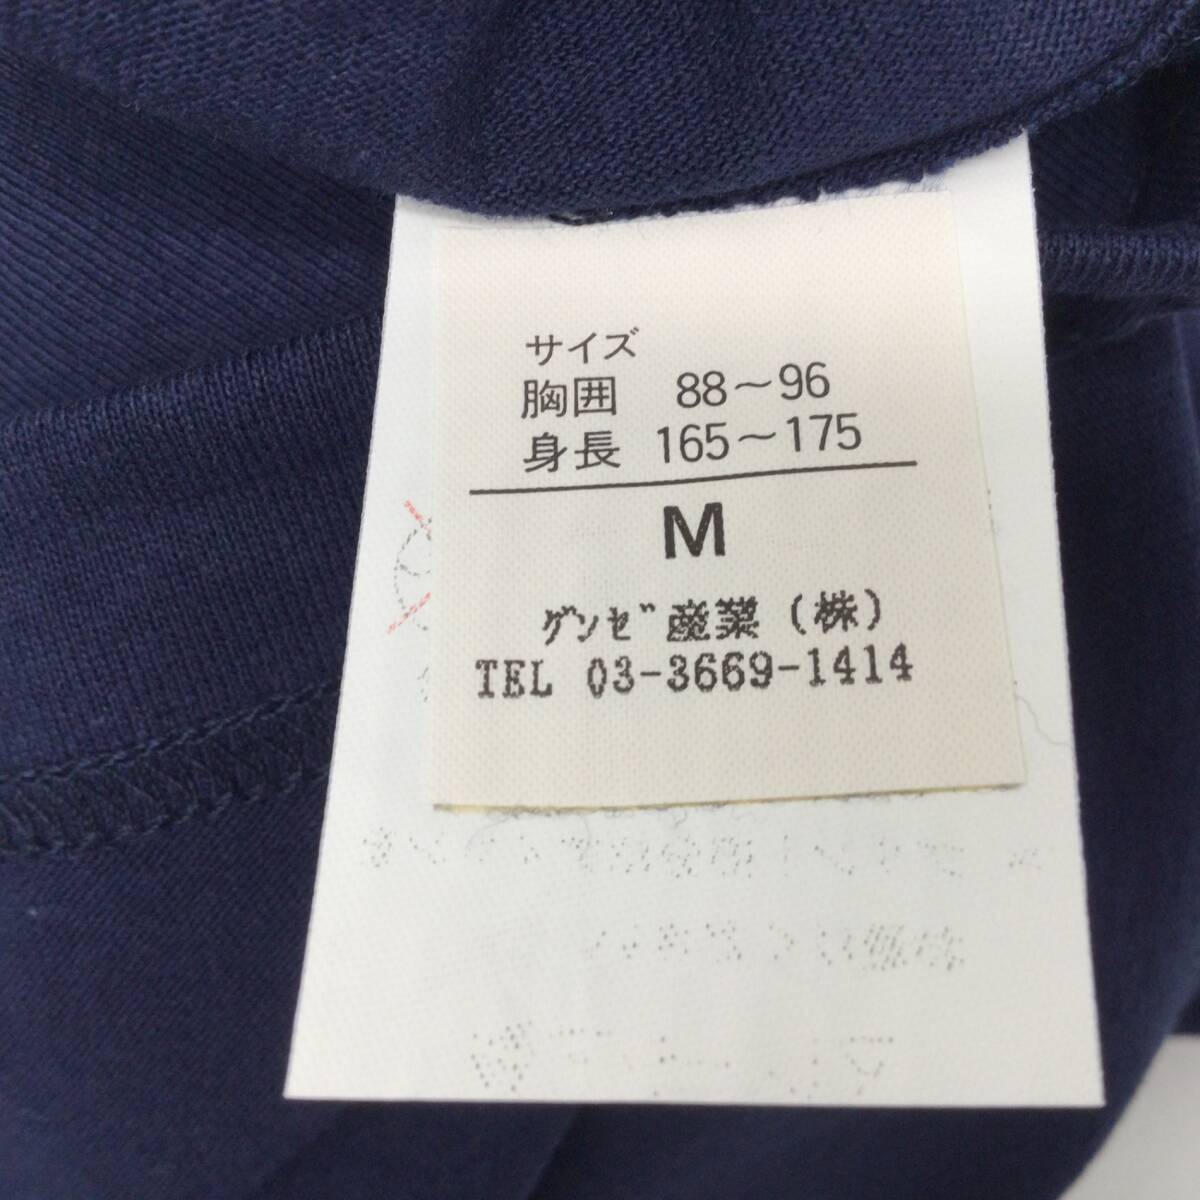 サイズ
胸囲 88～96
身長 165～175
M
ｸﾞﾝｾﾞ産業(株)
TEL 03-3669-1414